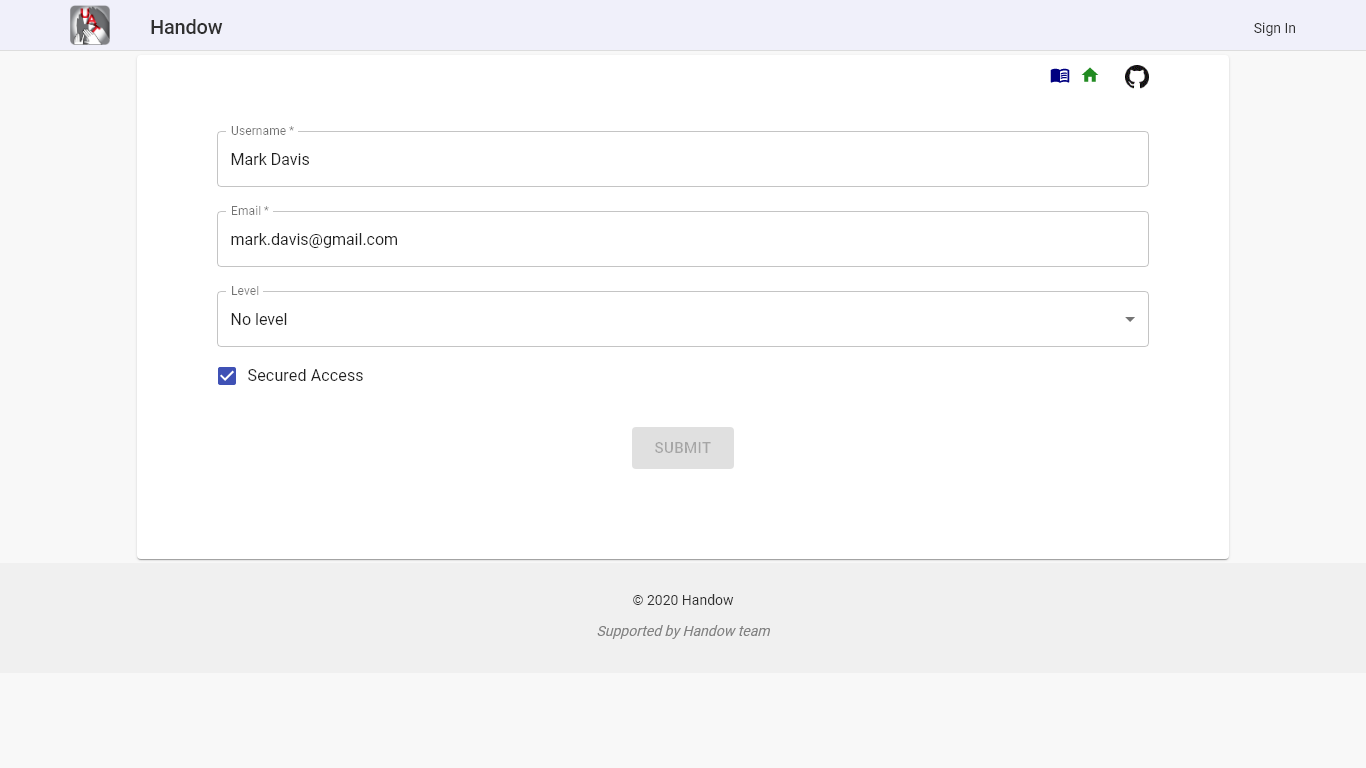 Handow
Sign In
Username *
Mark Davis
Email *
mark.davis@gmail.com
Level
No level
Secured Access
SUBMIT
© 2020 Handow
Supported by Handow team